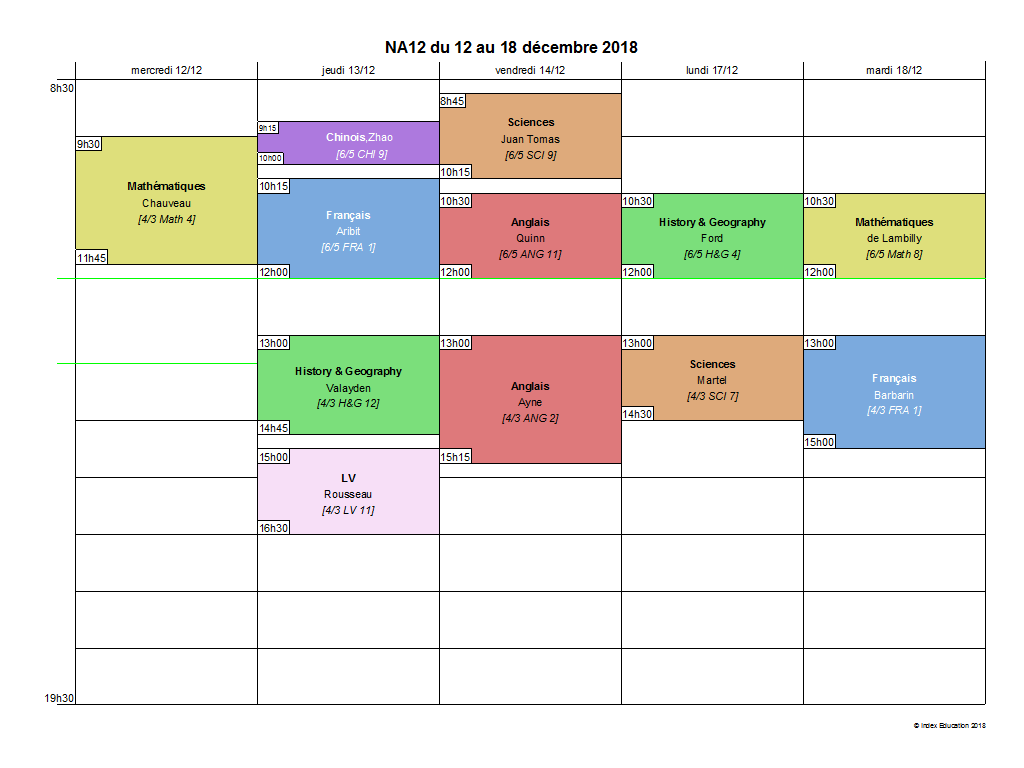 NA12 du 12 au 18 décembre 2018
mercredi 12/12
jeudi 13/12
vendredi 14/12
lundi 17/12
mardi 18/12
8h30
9h30
Mathématiques
Chauveau
[4/3 Math 4]
11h45
9h15
Chinois,Zhao
[6/5 CHI 9]
10h00
10h15
Français
Aribit
[6/5 FRA 1]
12h00
13h00
History & Geography
Valayden
[4/3 H&G 12]
14h45
15h00
LV
Rousseau
[4/3 LV 11]
16h30
8h45
Sciences
Juan Tomas
[6/5 SCI 9]
10h15
10h30
Anglais
Quinn
[6/5 ANG 11]
12h00
13h00
Anglais
Ayne
[4/3 ANG 2]
15h15
10h30
History & Geography
Ford
[6/5 H&G 4]
12h00
13h00
Sciences
Martel
[4/3 SCI 7]
14h30
10h30
Mathématiques
de Lambilly
[6/5 Math 8]
12h00
13h00
Français
Barbarin
[4/3 FRA 1]
15h00
19h30
© Index Education 2018